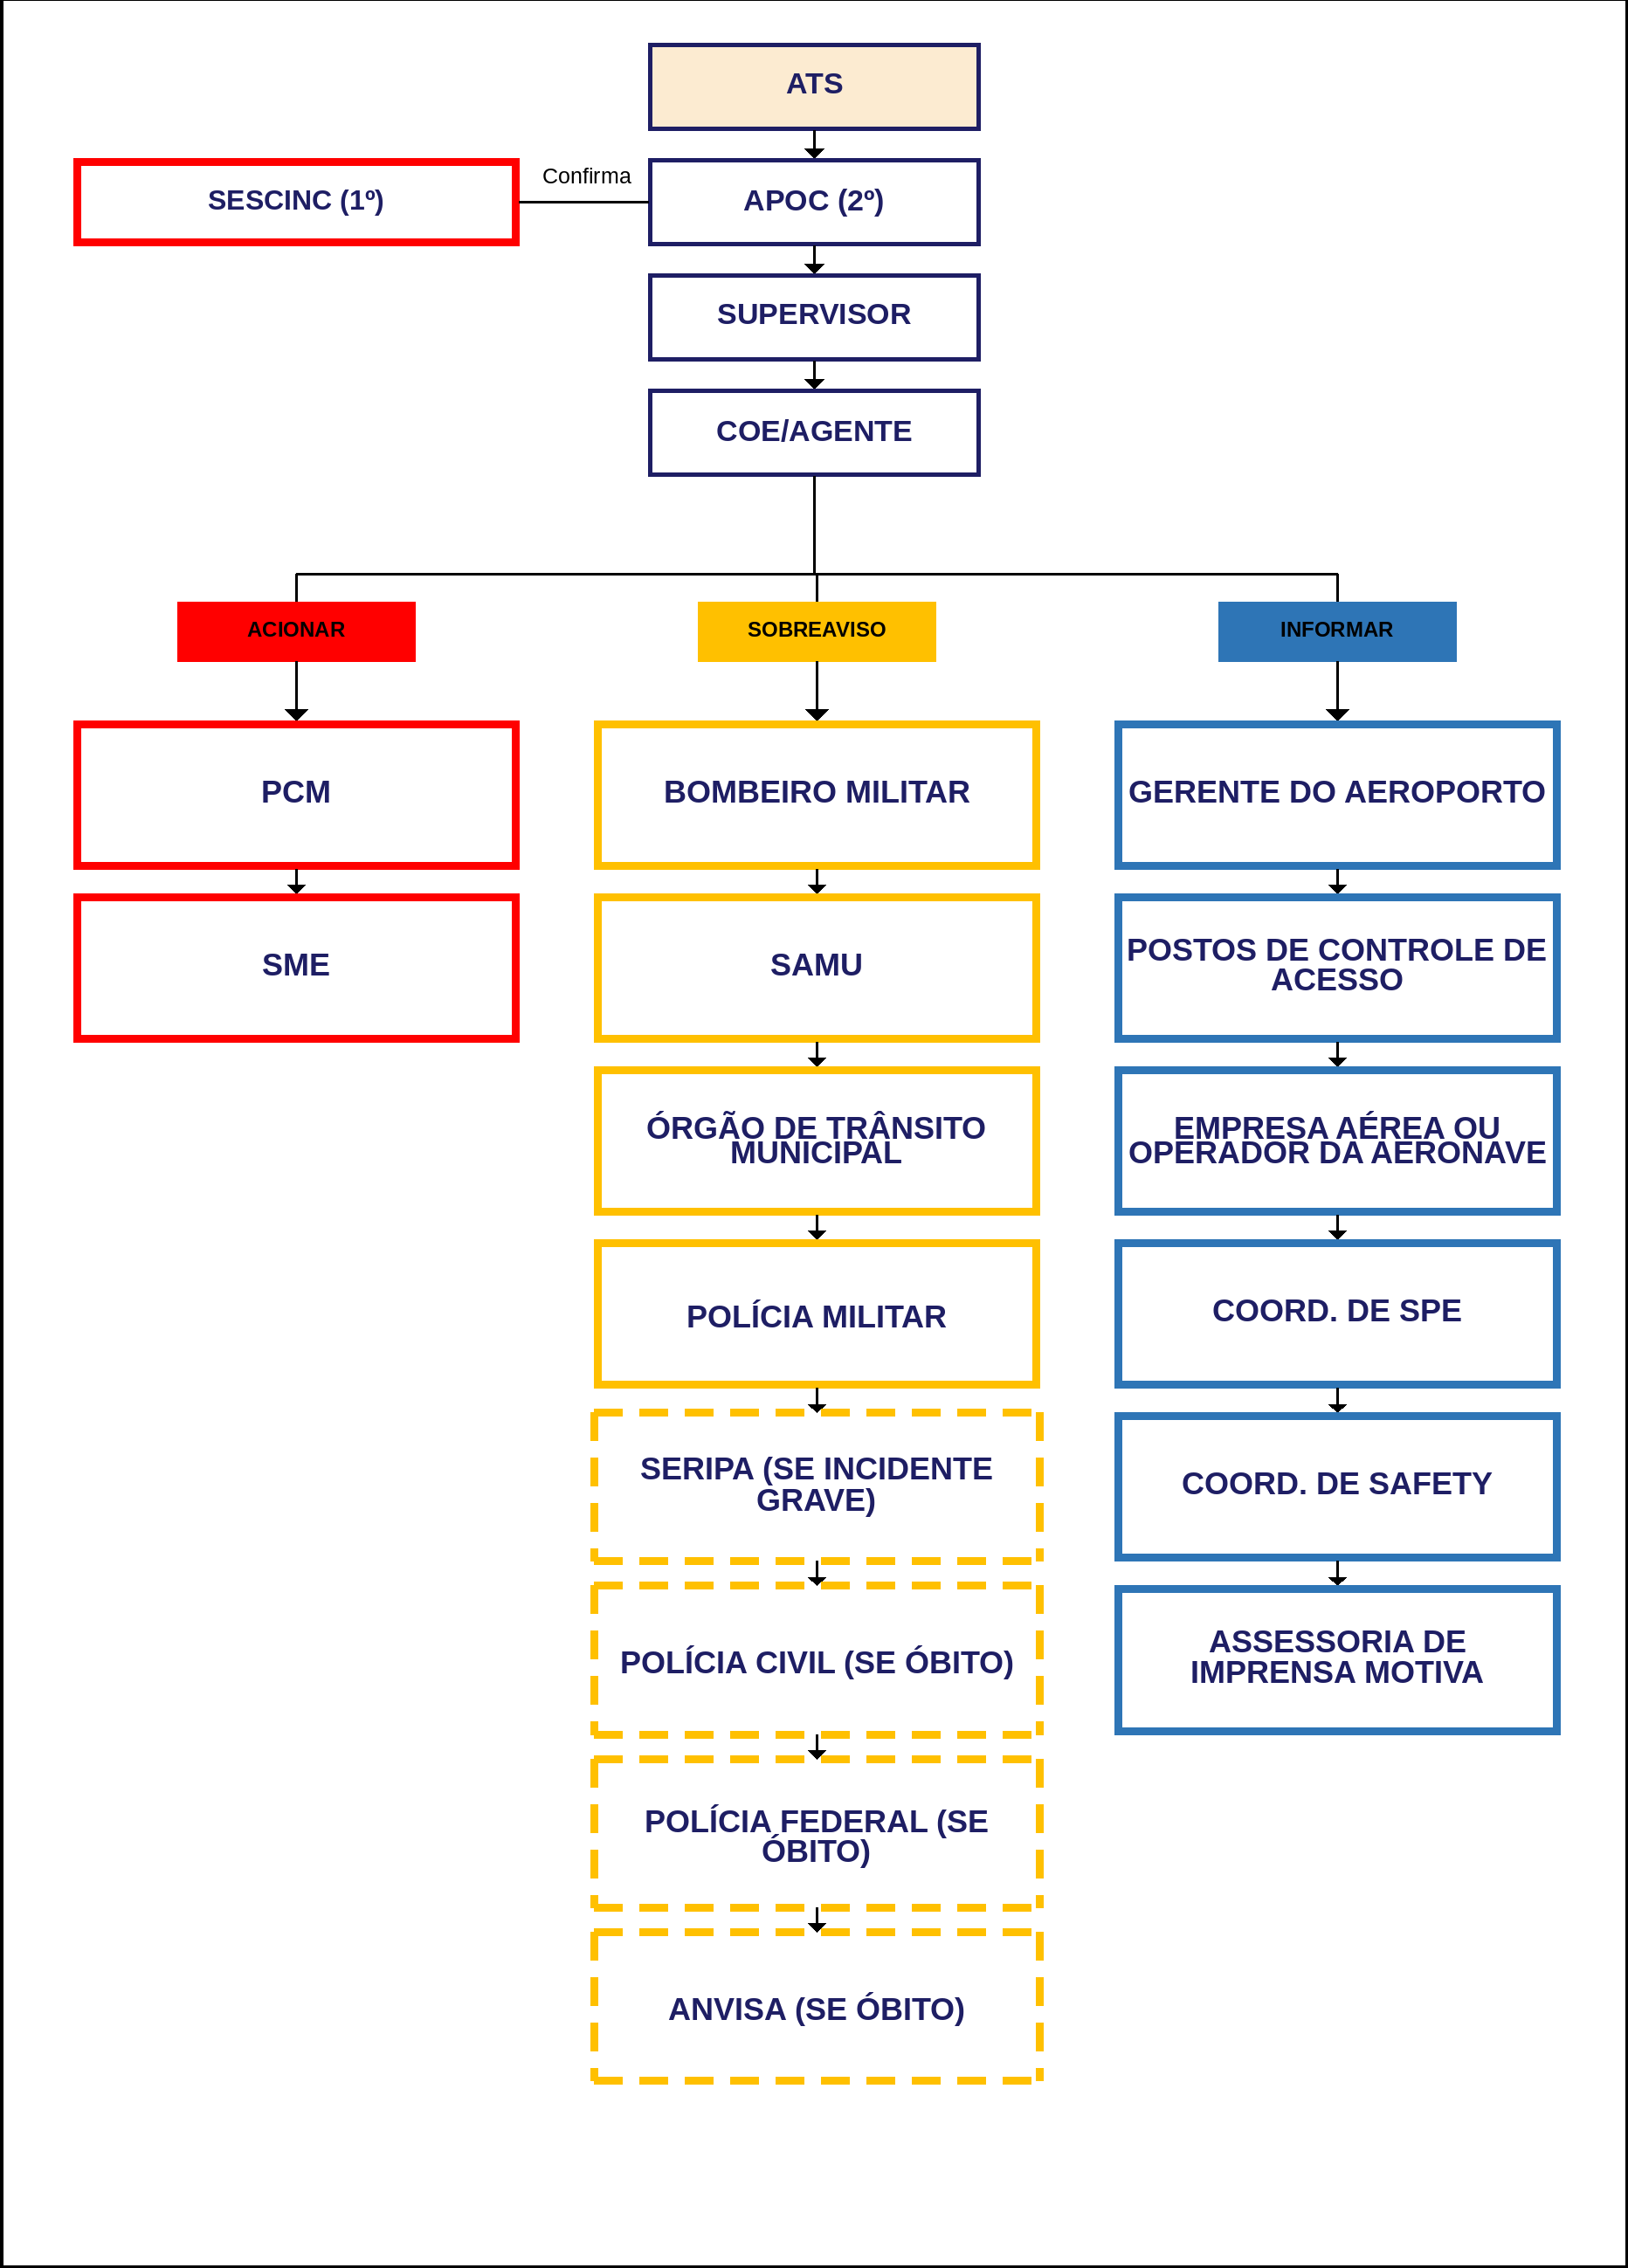 ATS
SESCINC (1º)
Confirma
APOC (2º)
SUPERVISOR
COE/AGENTE
ACIONAR
PCM
SME
SOBREAVISO
BOMBEIRO MILITAR
SAMU
ÓRGÃO DE TRÂNSITO
MUNICIPAL
POLÍCIA MILITAR
SERIPA (SE INCIDENTE
GRAVE)
POLÍCIA CIVIL (SE ÓBITO)
POLÍCIA FEDERAL (SE
ÓBITO)
ANVISA (SE ÓBITO)
INFORMAR
GERENTE DO AEROPORTO
POSTOS DE CONTROLE DE
ACESSO
EMPRESA AÉREA OU
OPERADOR DA AERONAVE
COORD. DE SPE
COORD. DE SAFETY
ASSESSORIA DE
IMPRENSA MOTIVA